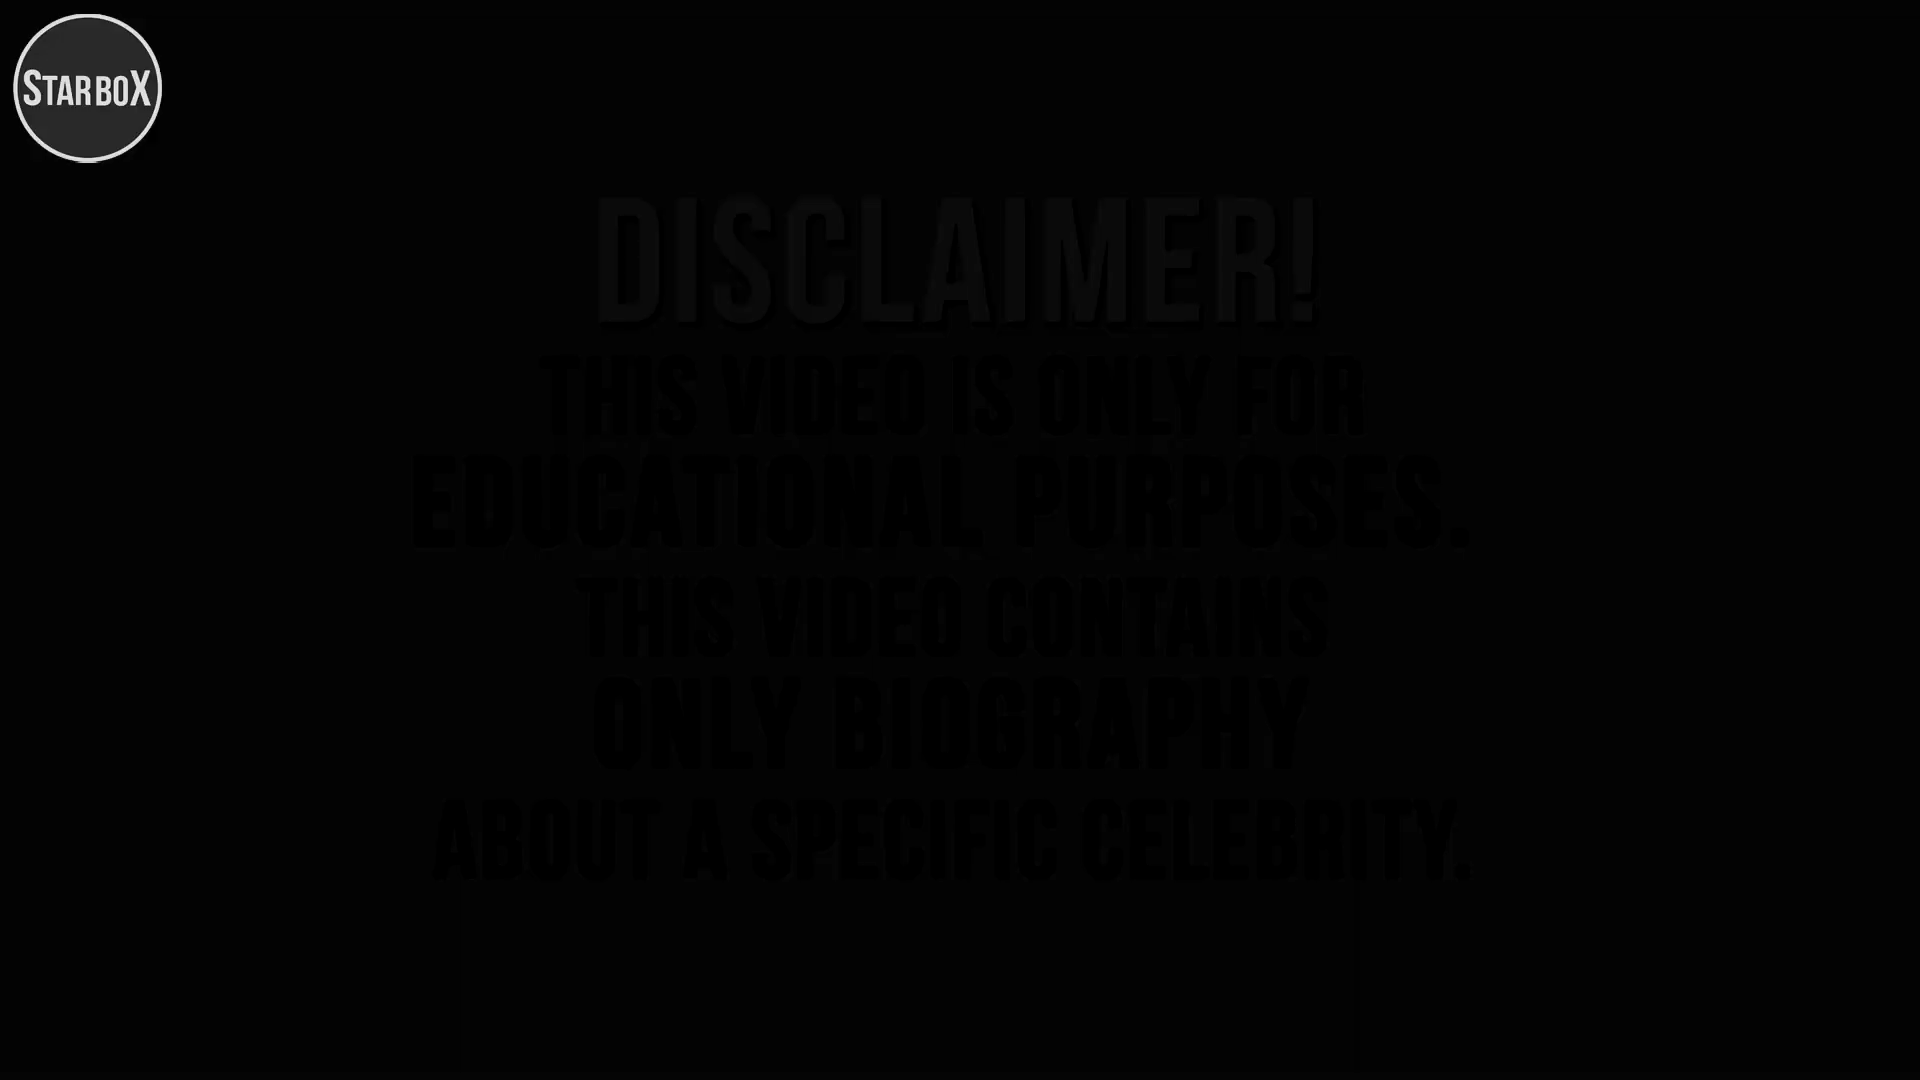 STARBOX
DISCLAIMER!
THIS VIDEO IS ONLY FOR
EDUCATIONAL PURPOSES.
THIS VIDEO CONTAINS
ONLY BIOGRAPHY
ABOUT A SPECIFIC CELEBRITY.